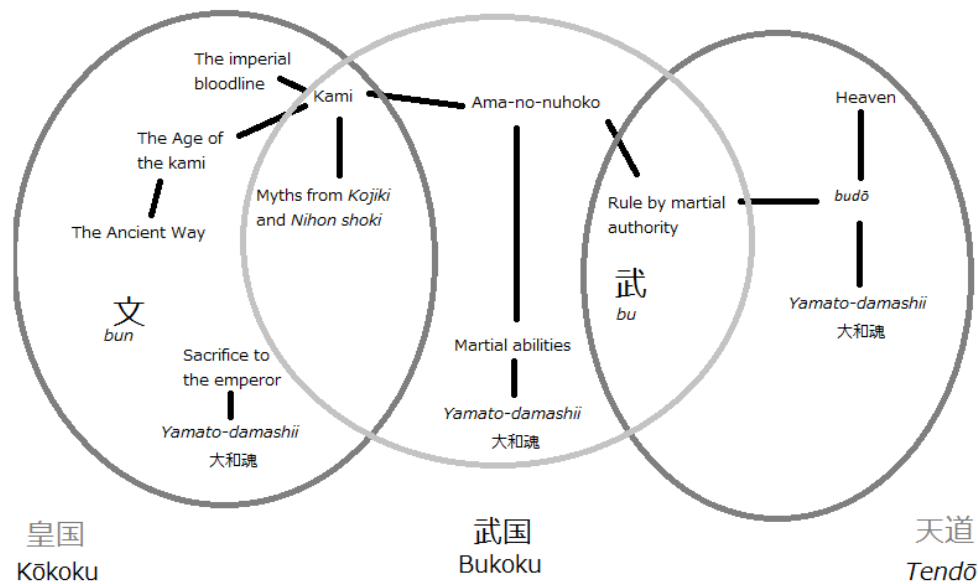 The imperial
bloodline
Kami
The Age of
the kami
Myths from Kojiki
and Nihon shoki
The Ancient Way
文
bun
Sacrifice to
the emperor
Yamato-damashii
大和魂
Ama-no-nuhoko
Martial abilities
Yamato-damashii
大和魂
Rule by martial
authority
武
bu
Heaven
budō
Yamato-damashii
大和魂
皇国
Kōkoku
武国
Bukoku
天道
Tendō